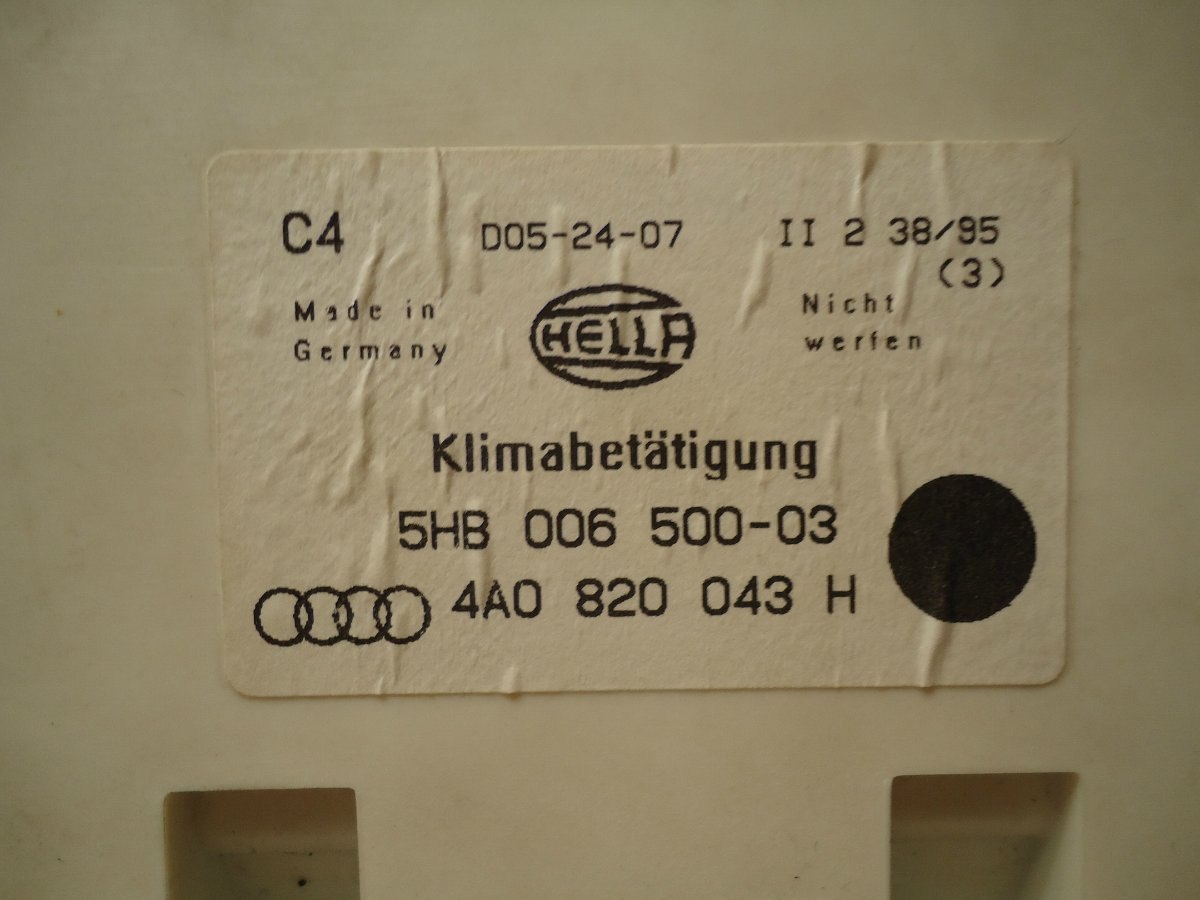 C4 D05-24-07 II 2 38/95
(3)
Made in Nicht
Germany HELLA werfen
Klimabetätigung
5HB 006 500-03
4A0 820 043 H